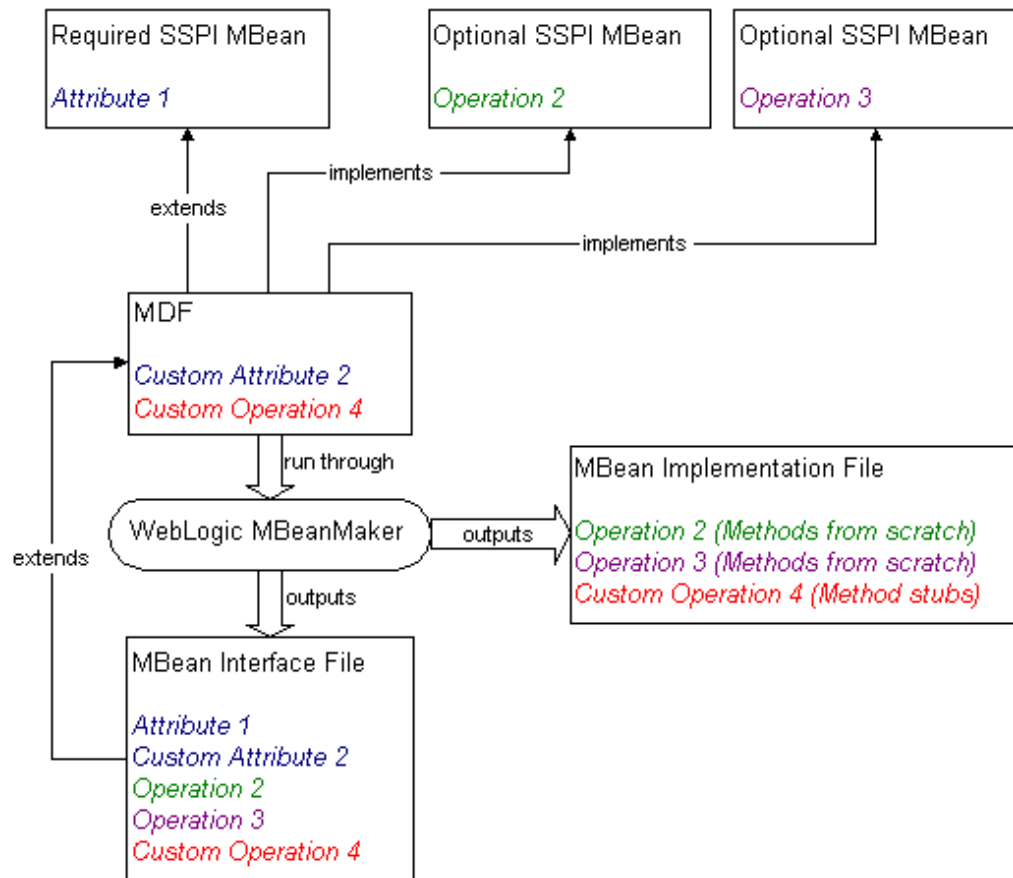 Required SSPI MBean
Attribute 1
Optional SSPI MBean
Operation 2
Optional SSPI MBean
Operation 3
implements
extends
implements
MDF
Custom Attribute 2
Custom Operation 4
run through
WebLogic MBeanMaker
outputs
MBean Implementation File
Operation 2 (Methods from scratch)
Operation 3 (Methods from scratch)
Custom Operation 4 (Method stubs)
extends
outputs
MBean Interface File
Attribute 1
Custom Attribute 2
Operation 2
Operation 3
Custom Operation 4